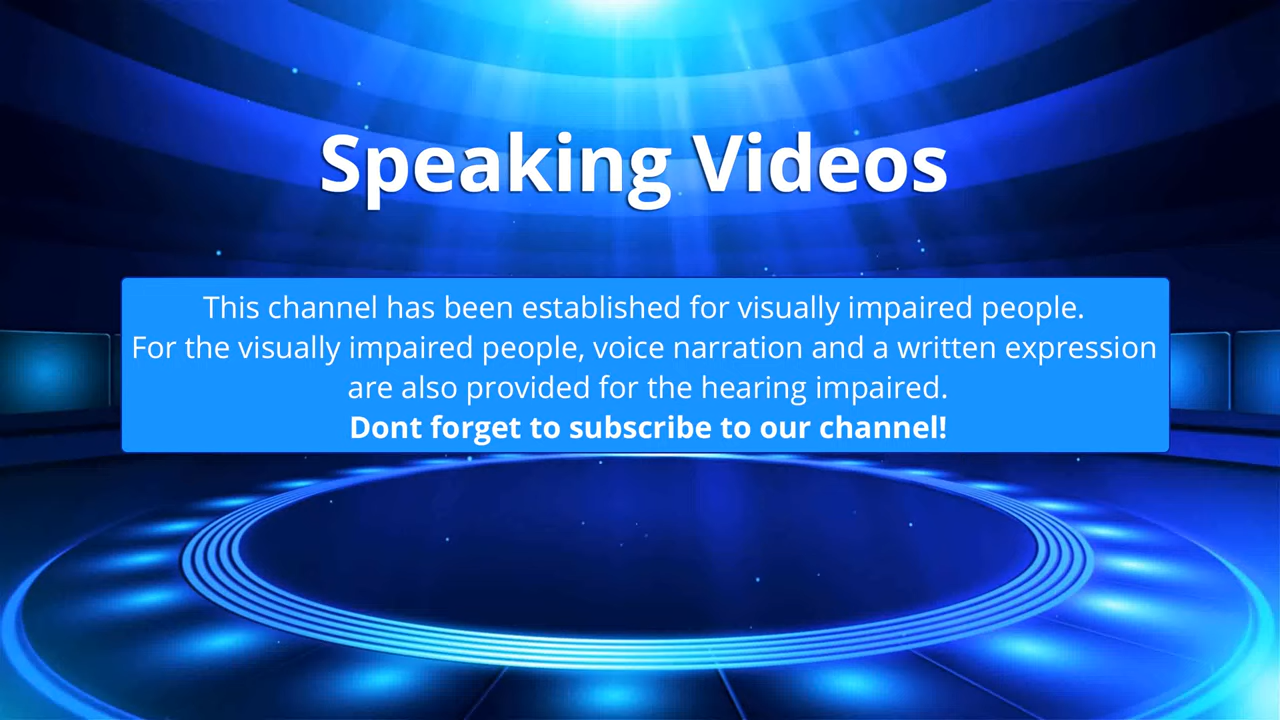 Speaking Videos
This channel has been established for visually impaired people.
For the visually impaired people, voice narration and a written expression
are also provided for the hearing impaired.
Dont forget to subscribe to our channel!